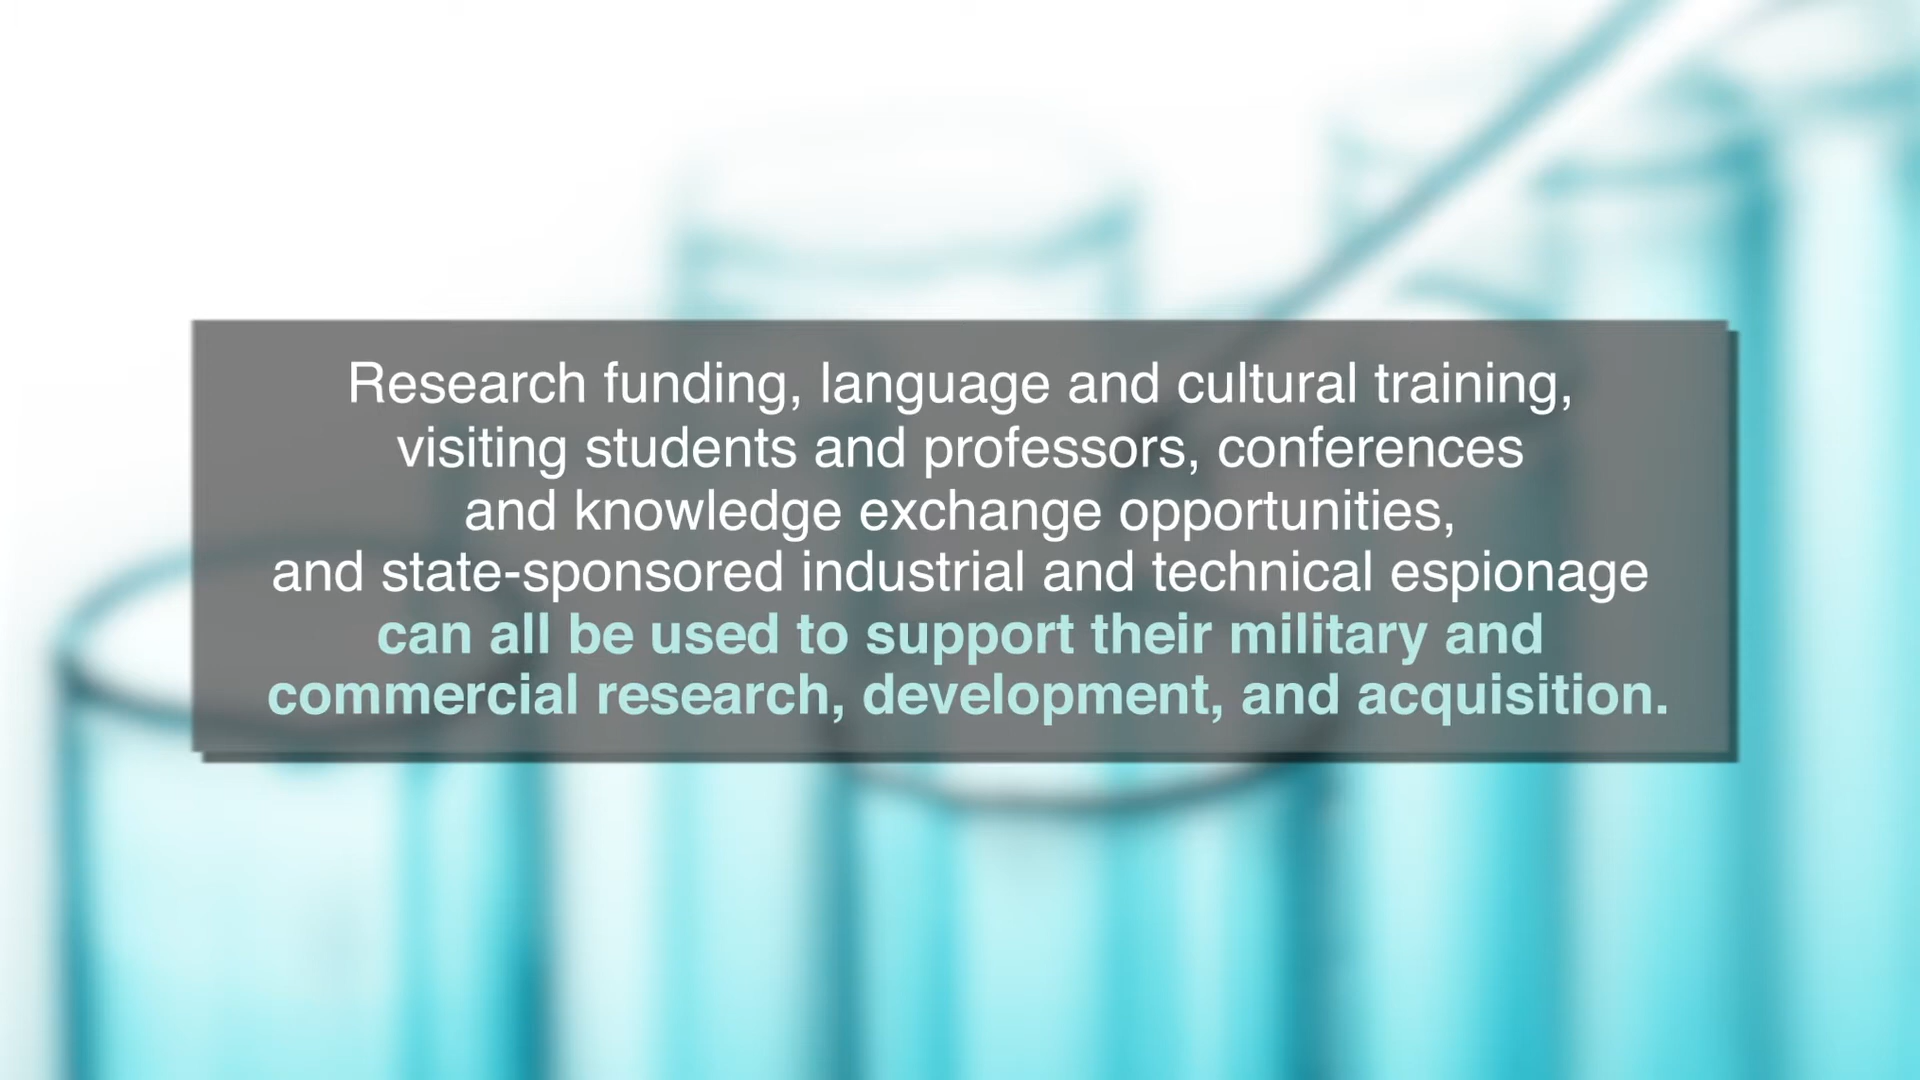 Research funding, language and cultural training,
visiting students and professors, conferences
and knowledge exchange opportunities,
and state-sponsored industrial and technical espionage
can all be used to support their military and
commercial research, development, and acquisition.